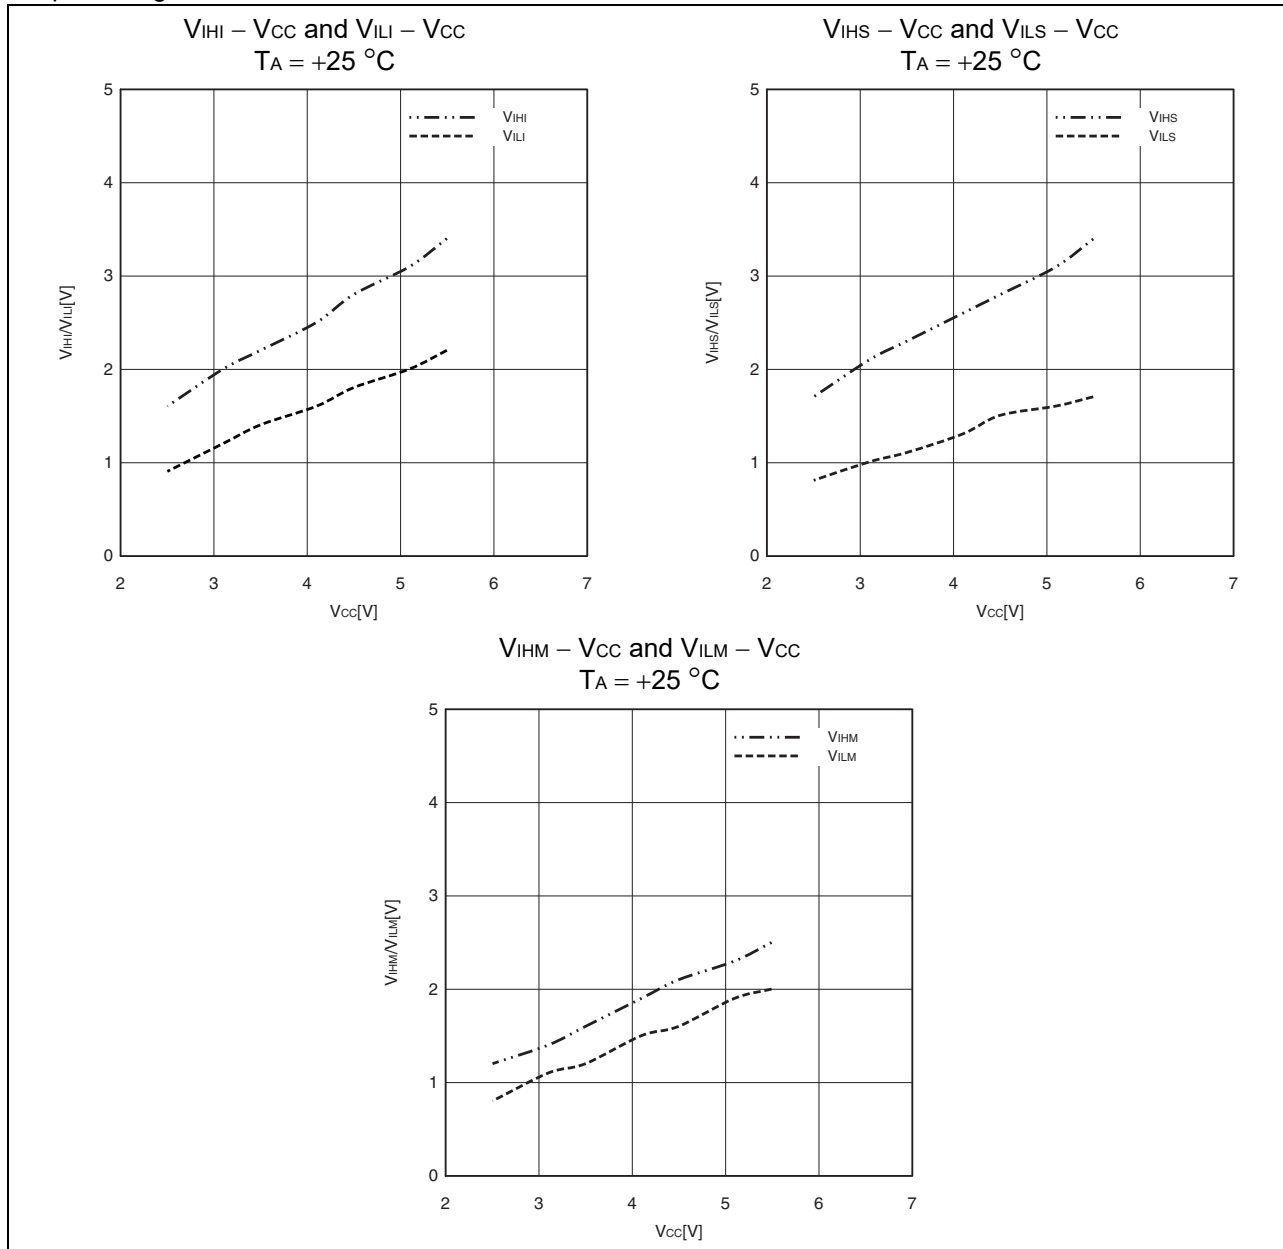 VIHI – VCC and VILI – VCC
TA = +25 °C
5
4
3
2
1
0
VIHI/VILI[V]
VIHI
VILI
2 3 4 5 6 7
VCC[V]
VIHS – VCC and VILS – VCC
TA = +25 °C
5
4
3
2
1
0
VIHS/VILS[V]
VIHS
VILS
2 3 4 5 6 7
VCC[V]
VIHM – VCC and VILM – VCC
TA = +25 °C
5
4
3
2
1
0
VIHM/VILM[V]
VIHM
VILM
2 3 4 5 6 7
VCC[V]